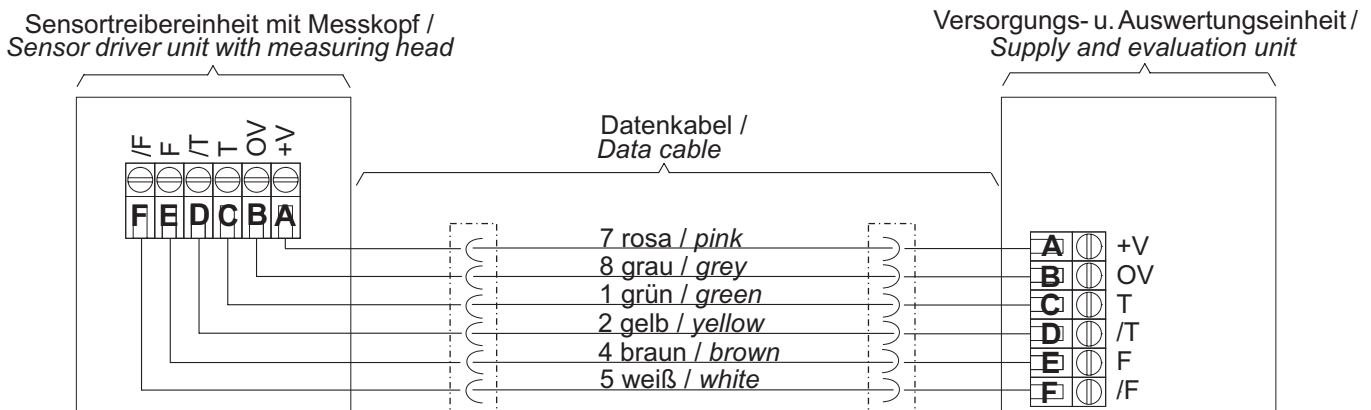 Sensortreibereinheit mit Messkopf /
Sensor driver unit with measuring head
Versorgungs- u. Auswertungseinheit /
Supply and evaluation unit
Datenkabel /
Data cable
/F F /T T OV +V
F E D C B A
7 rosa / pink
8 grau / grey
1 grün / green
2 gelb / yellow
4 braun / brown
5 weiß / white
A +V
B OV
C T
D /T
E F
F /F